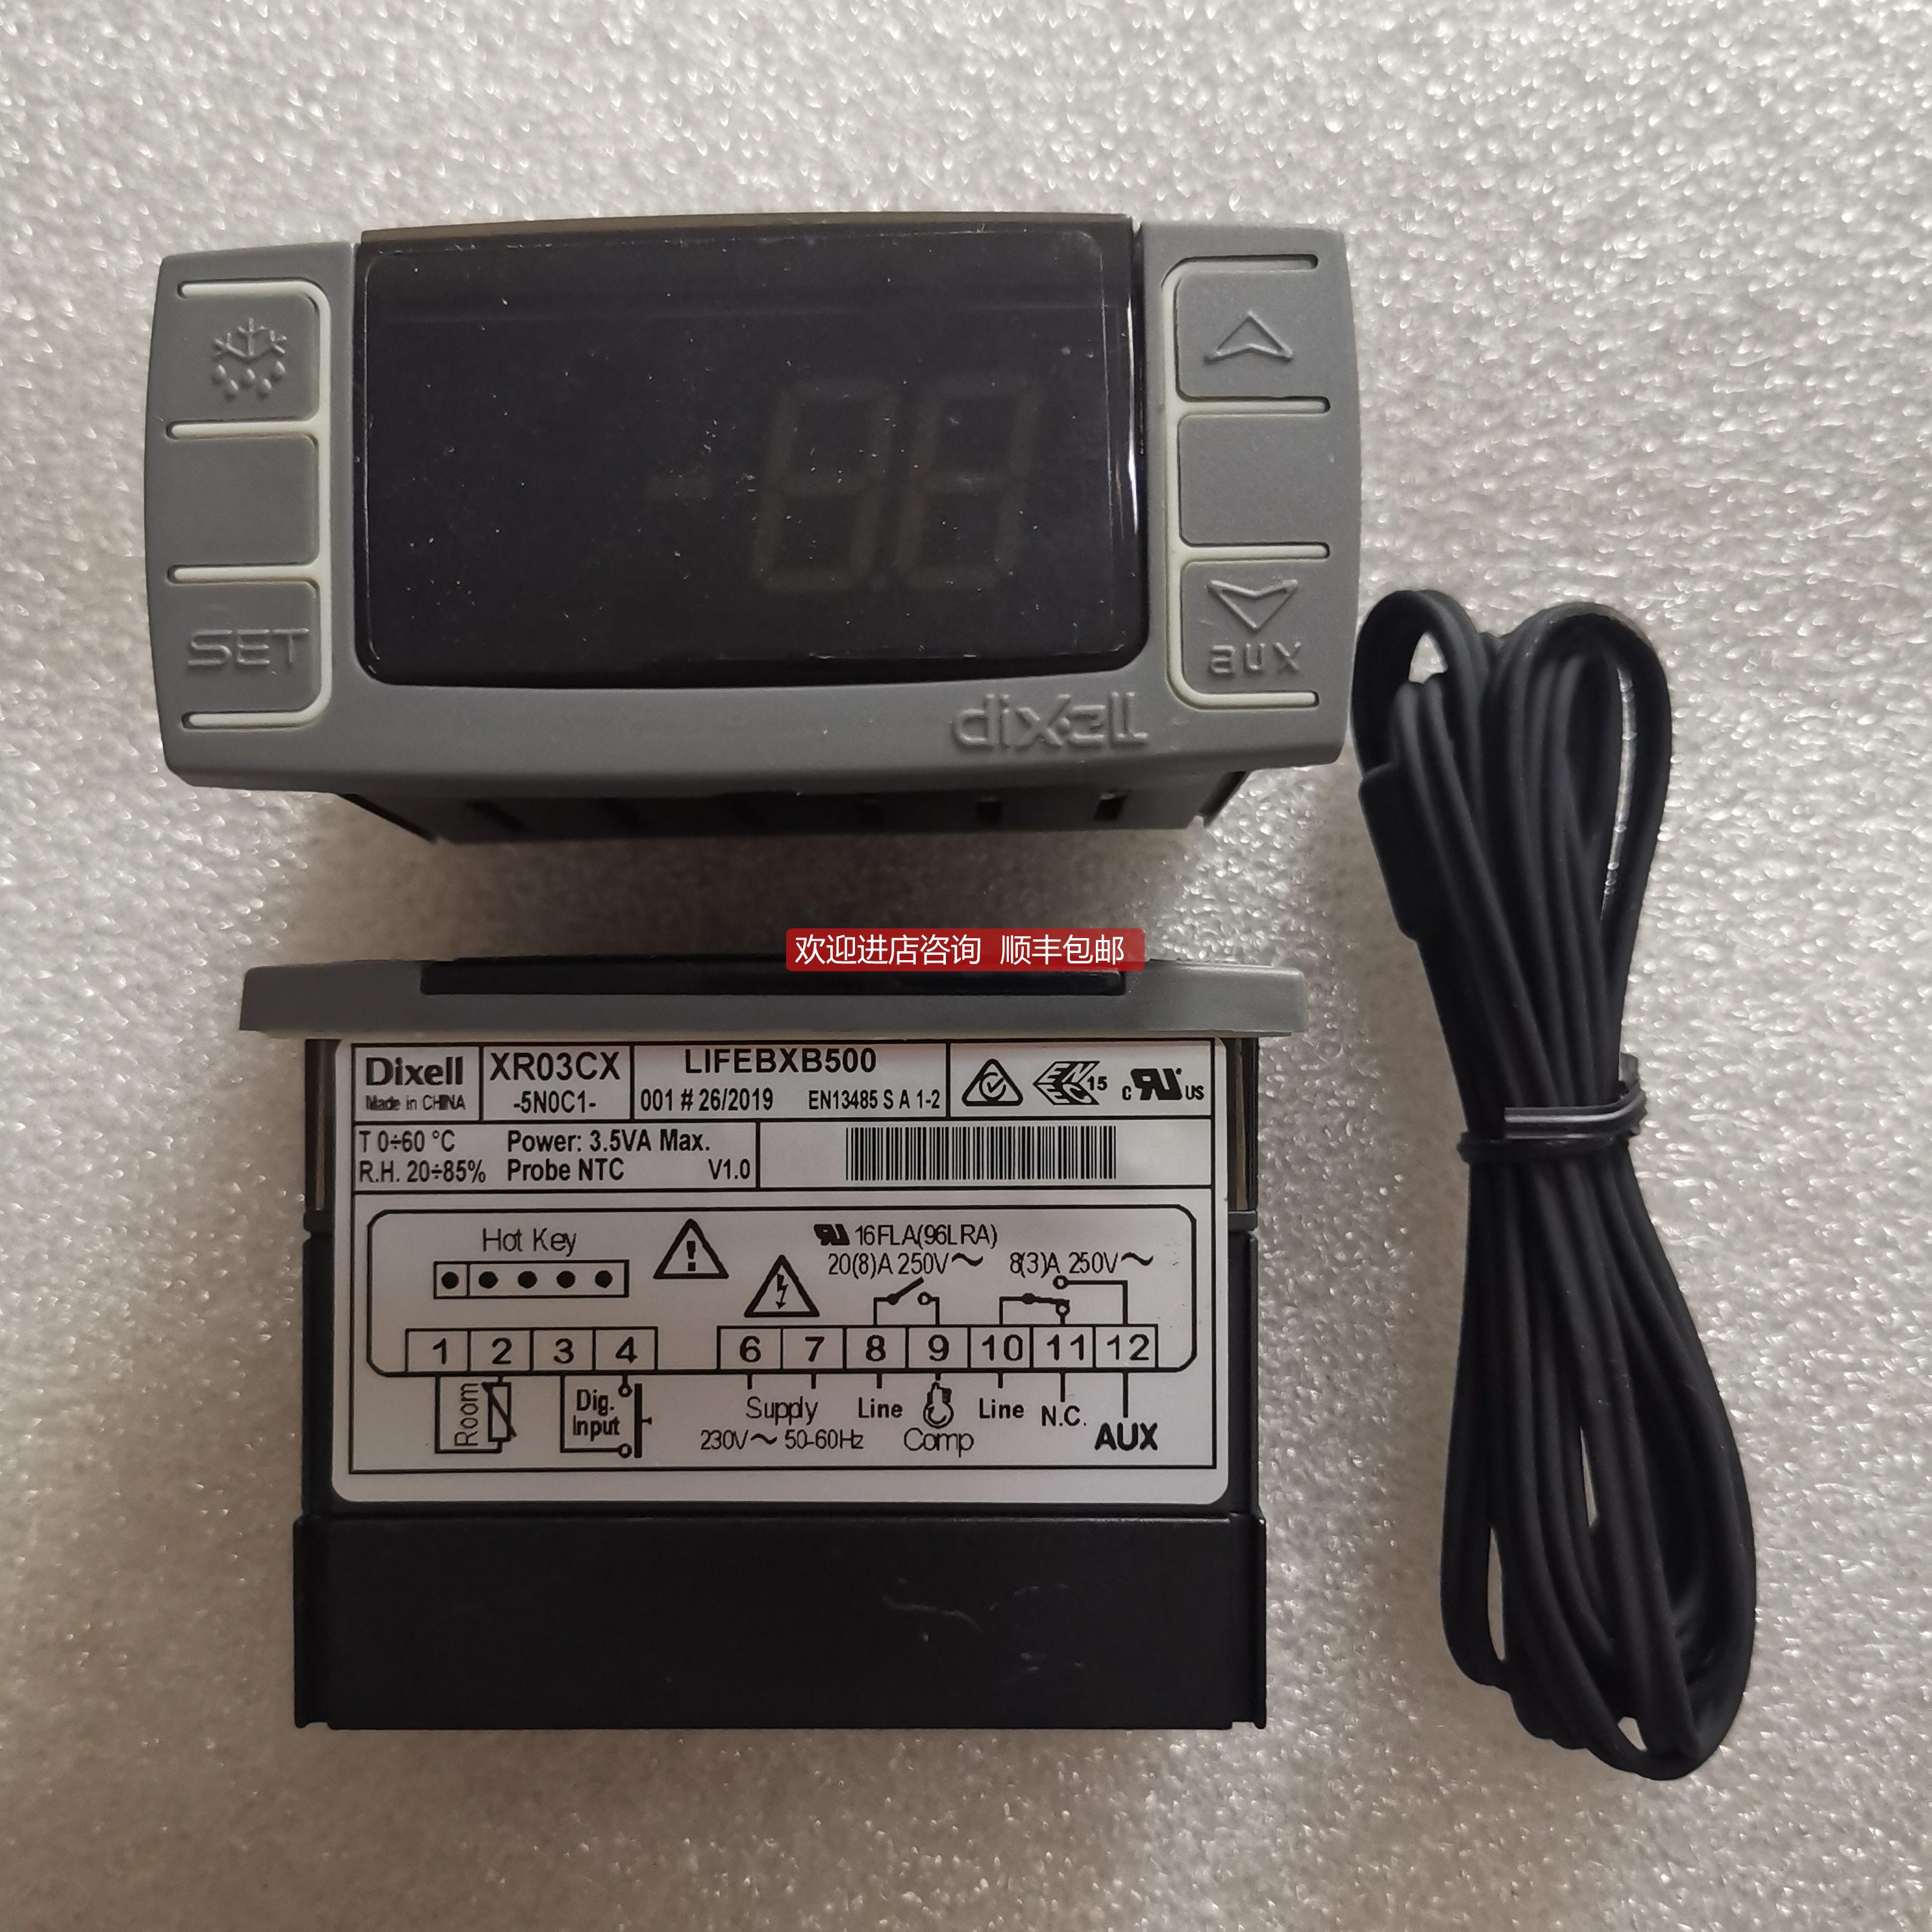 SET
aux
dixell
欢迎进店咨询 顺丰包邮
Dixell
Made in CHINA
XR03CX
-5N0C1-
LIFEBXB500
001 # 26/2019 EN13485 S A 1-2
15
c RU US
T 0÷60 °C
R.H. 20÷85%
Power: 3.5VA Max.
Probe NTC V1.0
Hot Key
RU 16FLA(96LRA)
20(8)A 250V~ 8(3)A 250V~
1 2 3 4 6 7 8 9 10 11 12
Room
Dig.
Input
Supply
230V~ 50-60Hz
Line
Comp
Line
N.C.
AUX